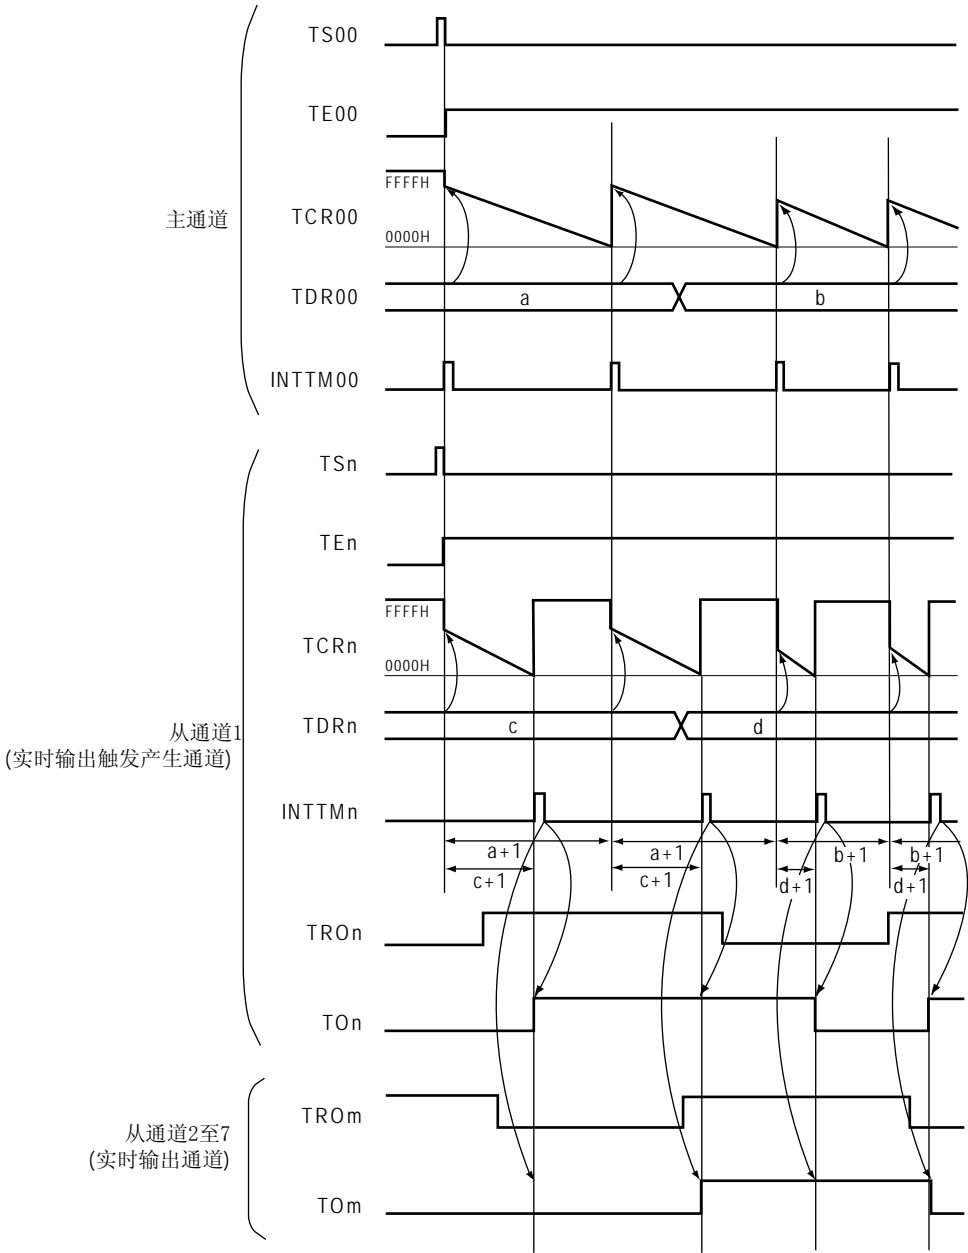 TS00
TE00
FFFFH
主通道
TCR00
0000H
TDR00
a
b
INTTM00
TSn
TEn
FFFFH
TCRn
0000H
TDRn
c
d
从通道1
(实时输出触发产生通道)
INTTMn
a+1
a+1
b+1
b+1
c+1
c+1
d+1
d+1
TROn
TOn
TROm
从通道2至7
(实时输出通道)
TOm